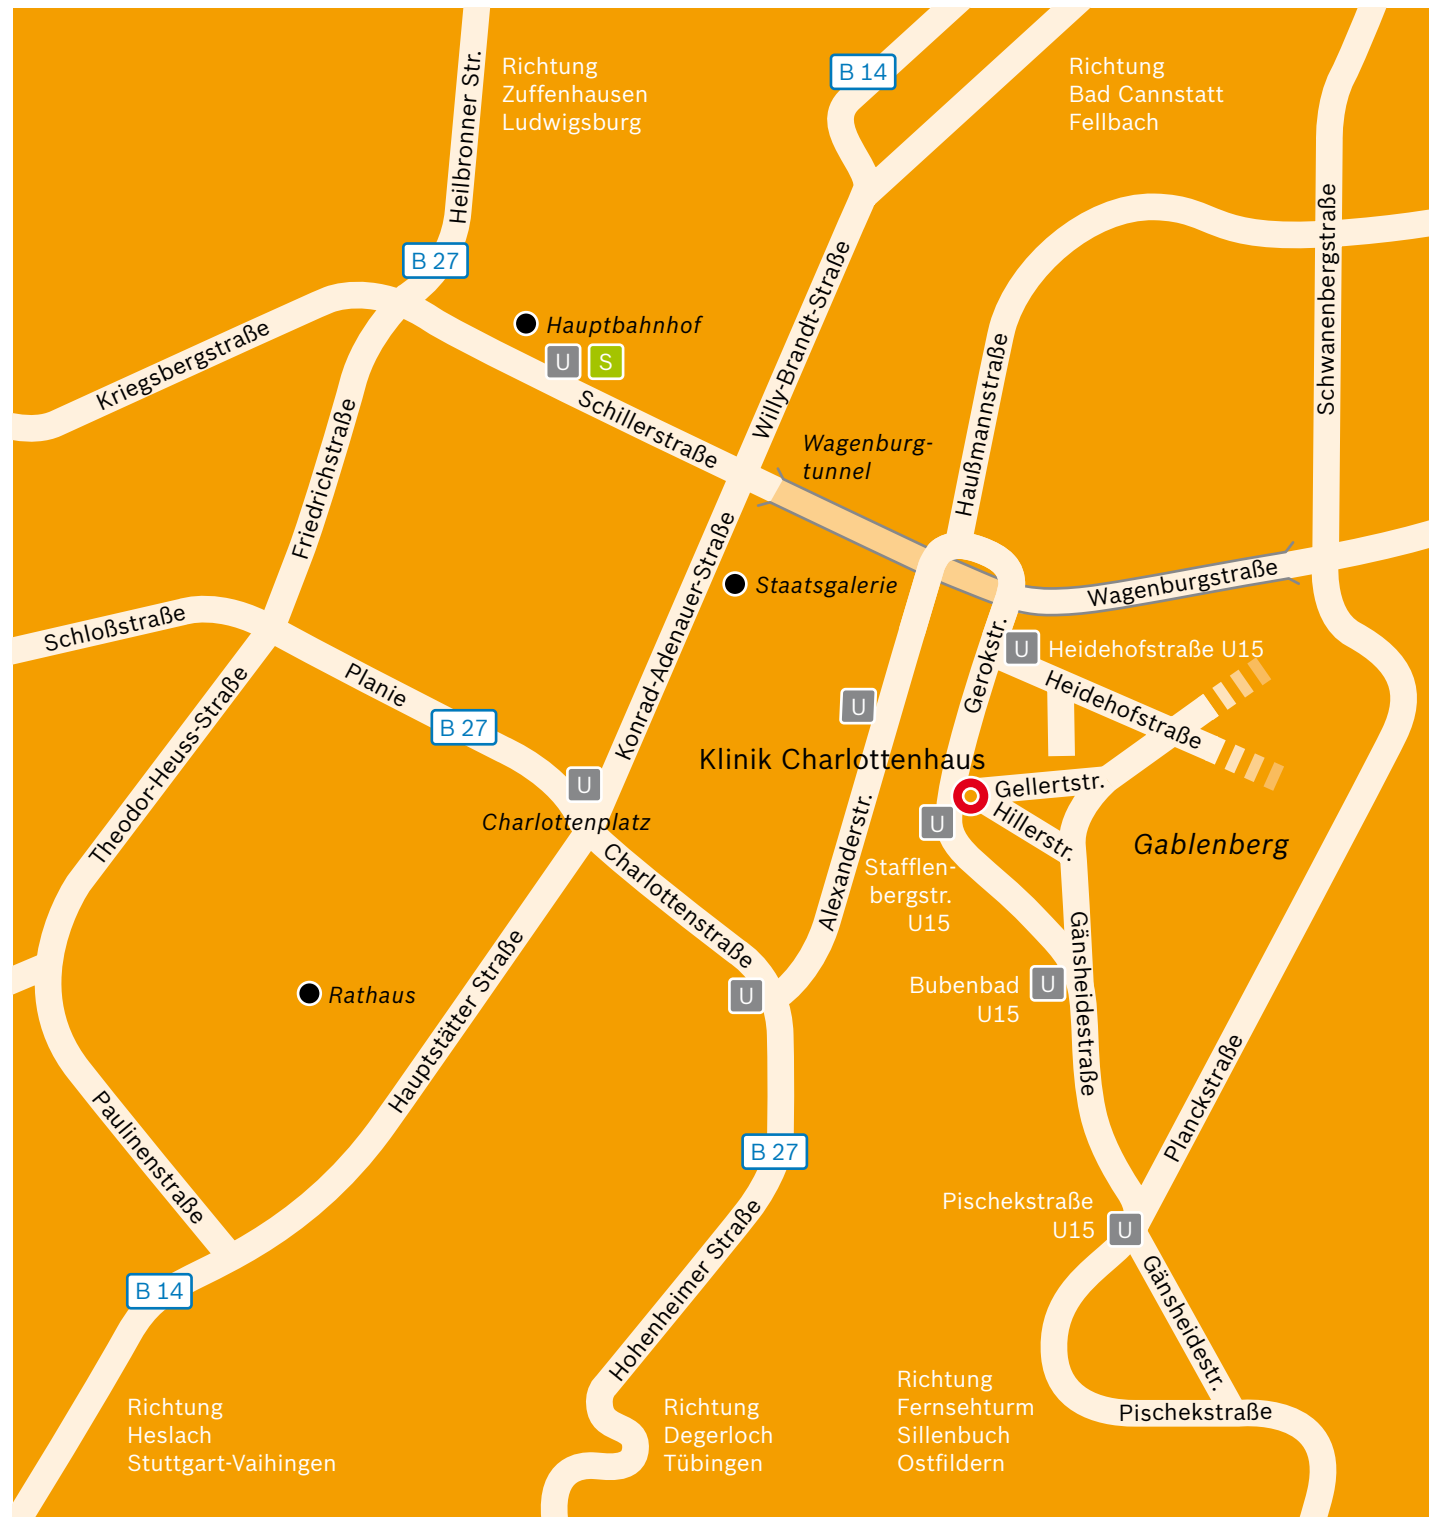 B 14
Heilbronner Str.
Richtung
Zuffenhausen
Ludwigsburg
Richtung
Bad Cannstatt
Fellbach
B 27
Hauptbahnhof
U
S
Kriegsbergstraße
Schillerstraße
Willy-Brandt-Straße
Friedrichstraße
Wagenburg-
tunnel
Haußmannstraße
Schwanenbergstraße
Konrad-Adenauer-Straße
Staatsgalerie
Wagenburgstraße
Schloßstraße
Planie
B 27
Theodor-Heuss-Straße
Gerokstr.
U
Heidehofstraße U15
Heidehofstraße
U
Klinik Charlottenhaus
U
Charlottenplatz
Gellertstr.
Hillerstr.
U
Stafflen-
bergstr.
U15
Alexanderstr.
Gablenberg
Charlottenstraße
Hauptstätter Straße
Rathaus
U
Gänsheidestraße
Bubenbad
U15
U
Planckstraße
Paulinenstraße
B 27
Pischekstraße
U15
U
Hohenheimer Straße
B 14
Gänsheidestr.
Pischekstraße
Richtung
Heslach
Stuttgart-Vaihingen
Richtung
Degerloch
Tübingen
Richtung
Fernsehturm
Sillenbuch
Ostfildern